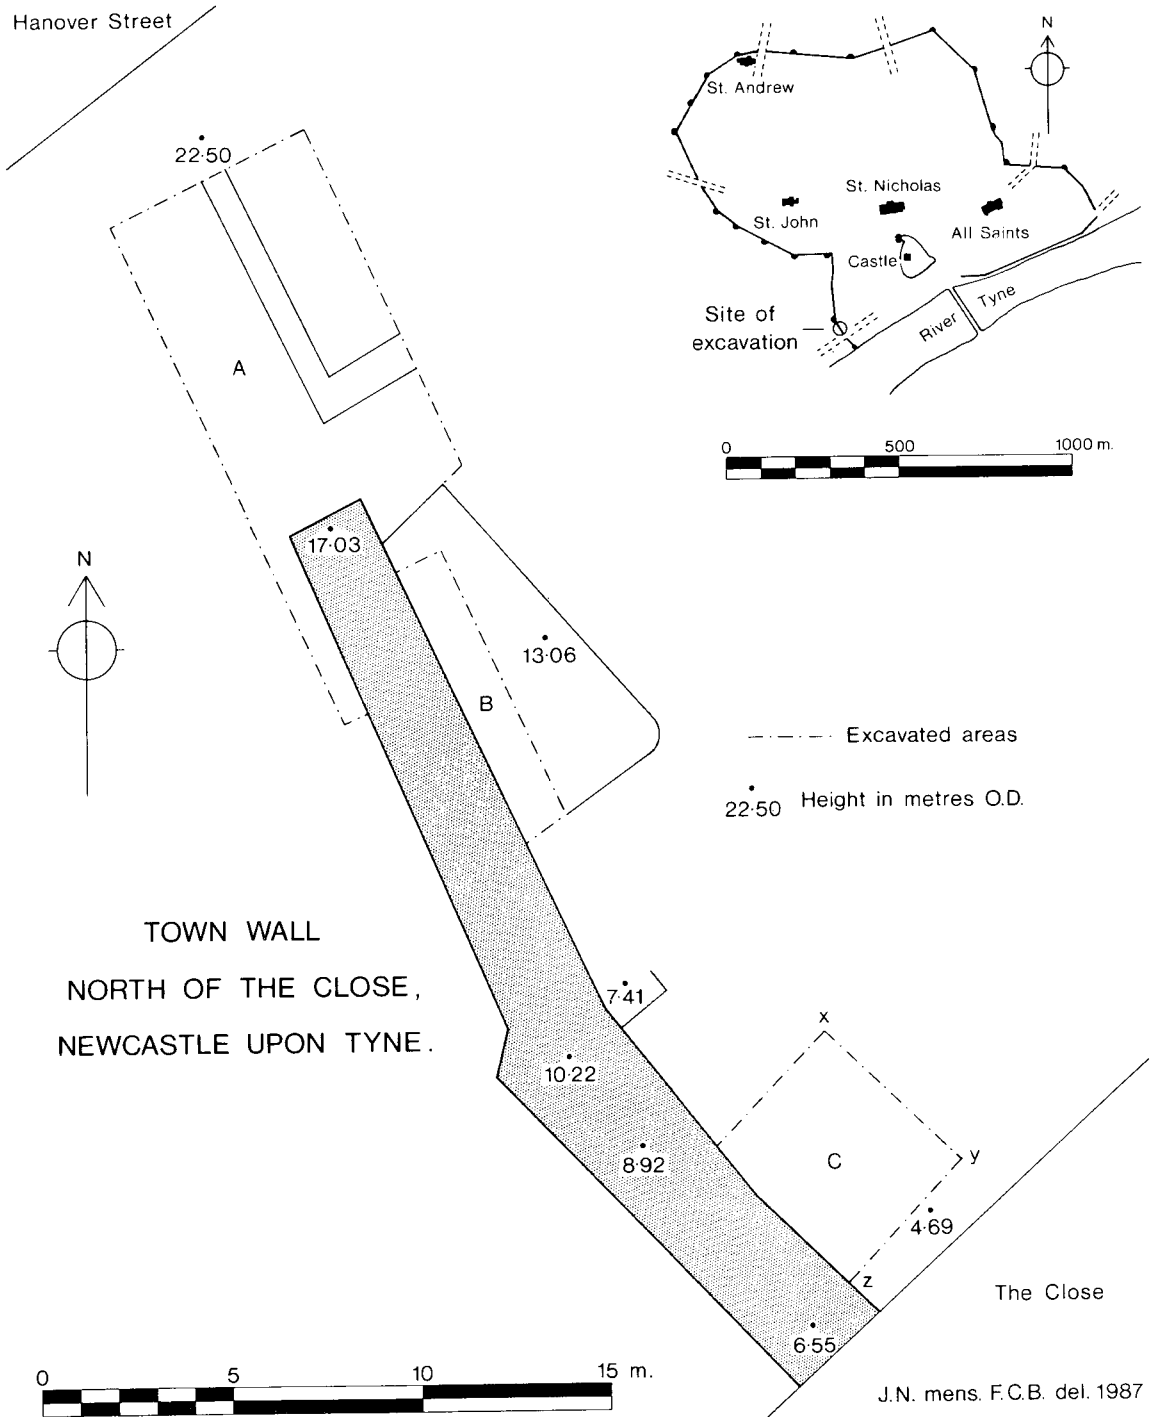 Hanover Street
N
St. Andrew
22·50
St. Nicholas
St. John
All Saints
Castle
Site of
excavation
River Tyne
A
0 500 1000 m.
17·03
N
13·06
B
Excavated areas
22·50 Height in metres O.D.
TOWN WALL
NORTH OF THE CLOSE,
NEWCASTLE UPON TYNE.
7·41
x
10·22
8·92
C
y
4·69
z
The Close
6·55
0 5 10 15 m.
J.N. mens. F.C.B. del. 1987